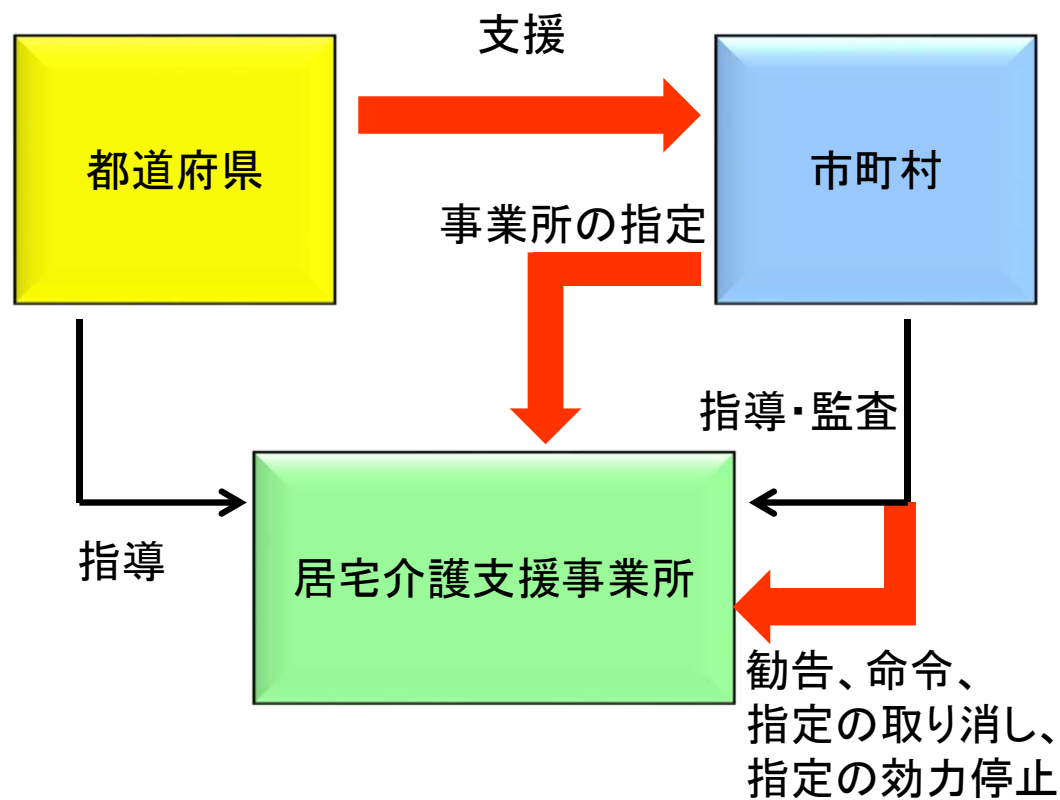 支援
都道府県
市町村
事業所の指定
指導・監査
指導
居宅介護支援事業所
勧告、命令、
指定の取り消し、
指定の効力停止